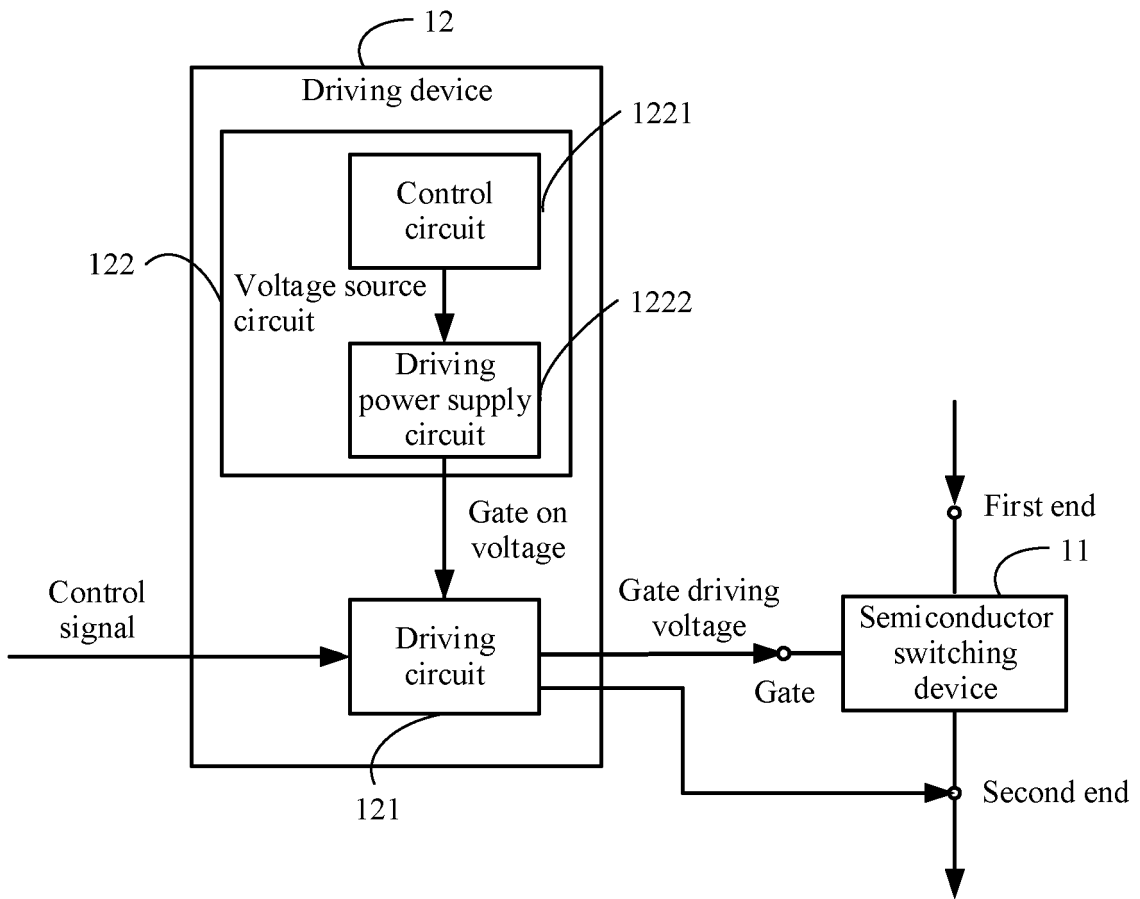 12
Driving device
1221
Control
circuit
122
Voltage source
circuit
1222
Driving
power supply
circuit
Gate on
voltage
First end
11
Control
signal
Driving
circuit
Gate driving
voltage
Gate
Semiconductor
switching
device
121
Second end